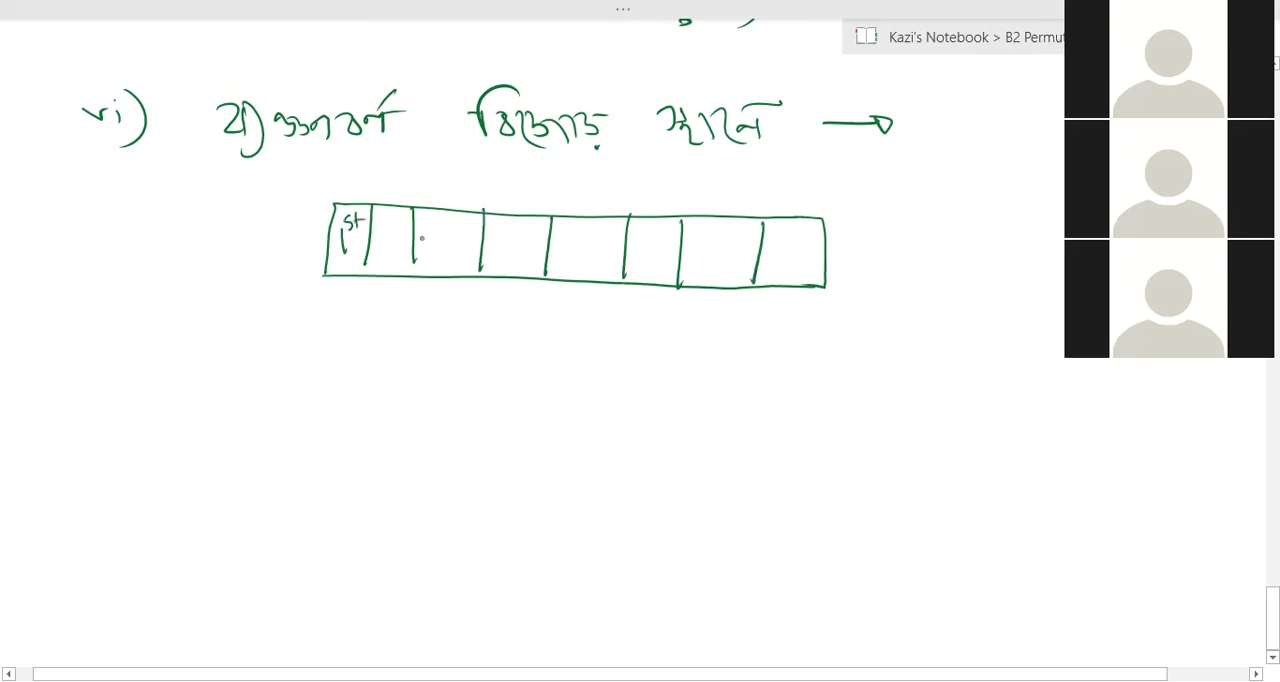 Kazi's Notebook > B2 Permut
vi) ব্যঞ্জনবর্ণ বিজোড় স্থানে →
1st